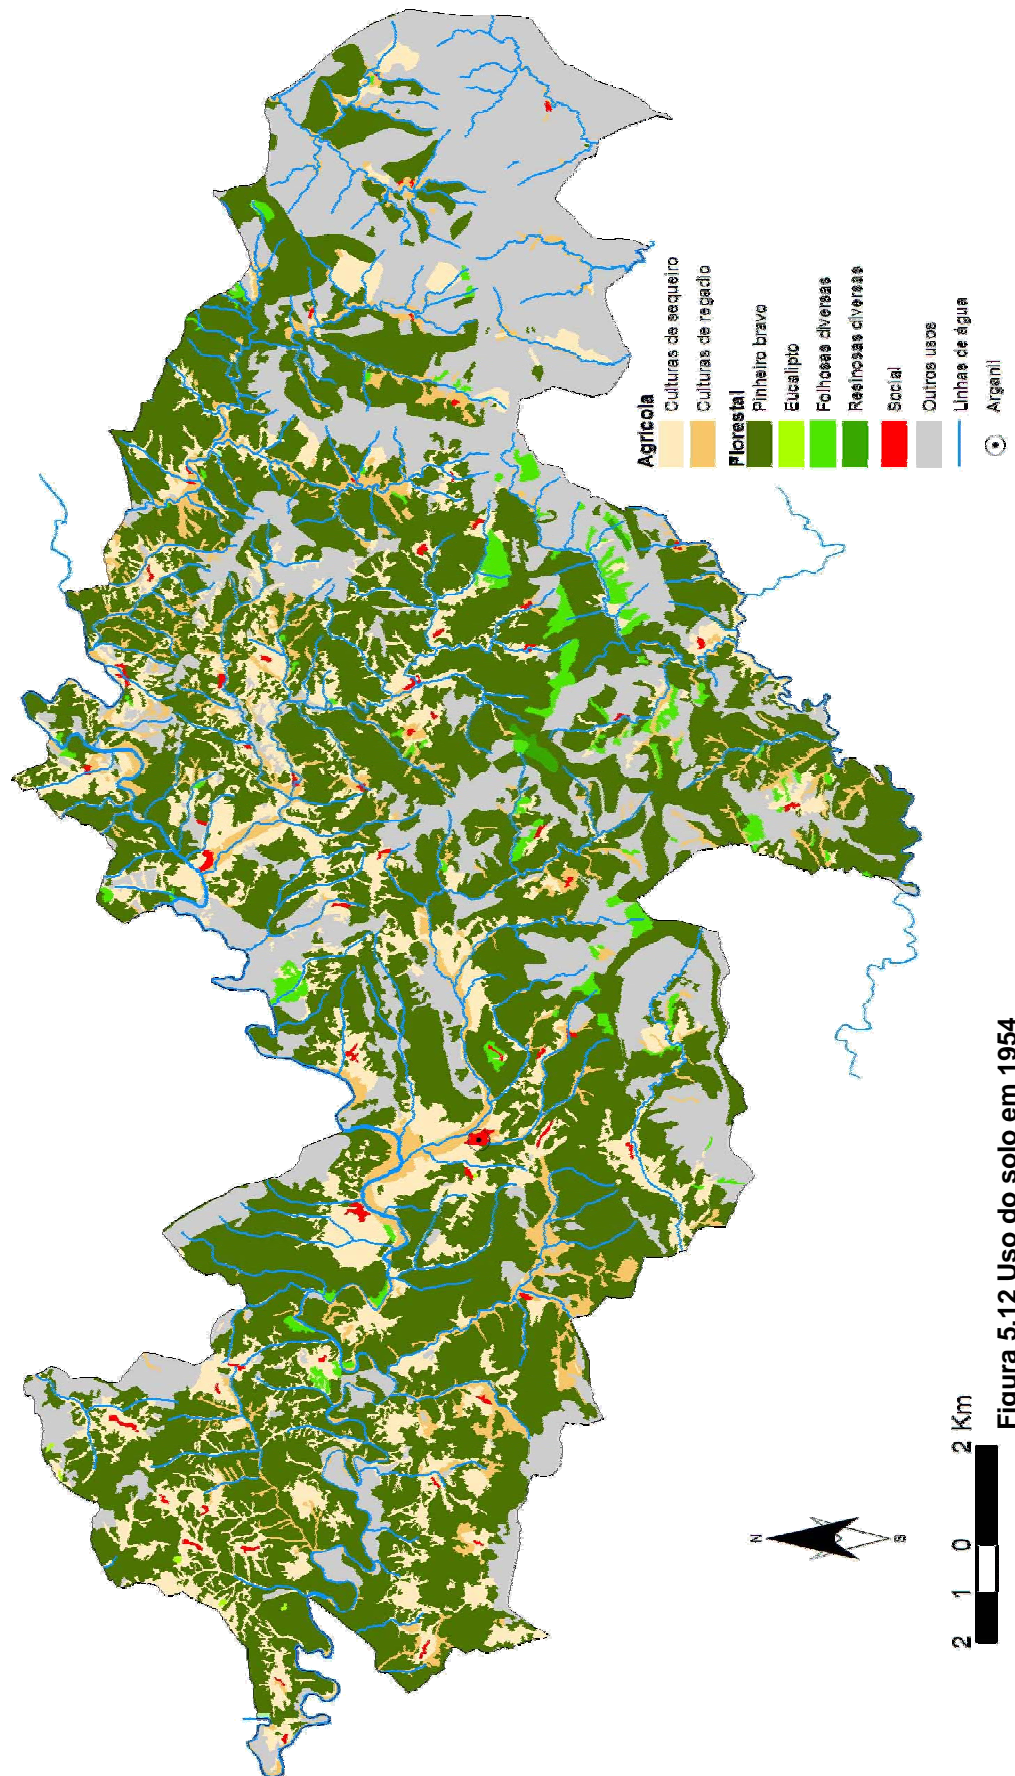 Agrícola
Culturas de sequeiro
Culturas de regadio
Florestal
Pinheiro bravo
Eucalipto
Folhosas diversas
Resinosas diversas
Social
Outros usos
Linhas de água
Arganil
N
S
2 1 0 2 Km
Figura 5.12 Uso do solo em 1954